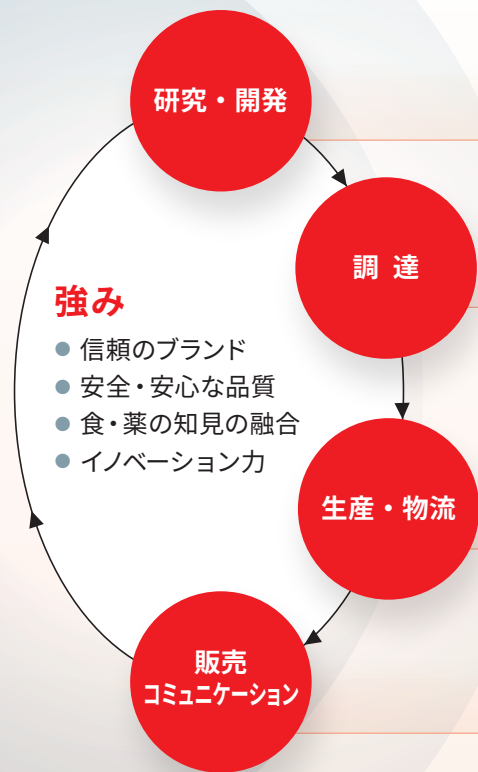 研究・開発
調 達
強み
● 信頼のブランド
● 安全・安心な品質
● 食・薬の知見の融合
● イノベーション力
生産・物流
販売
コミュニケーション